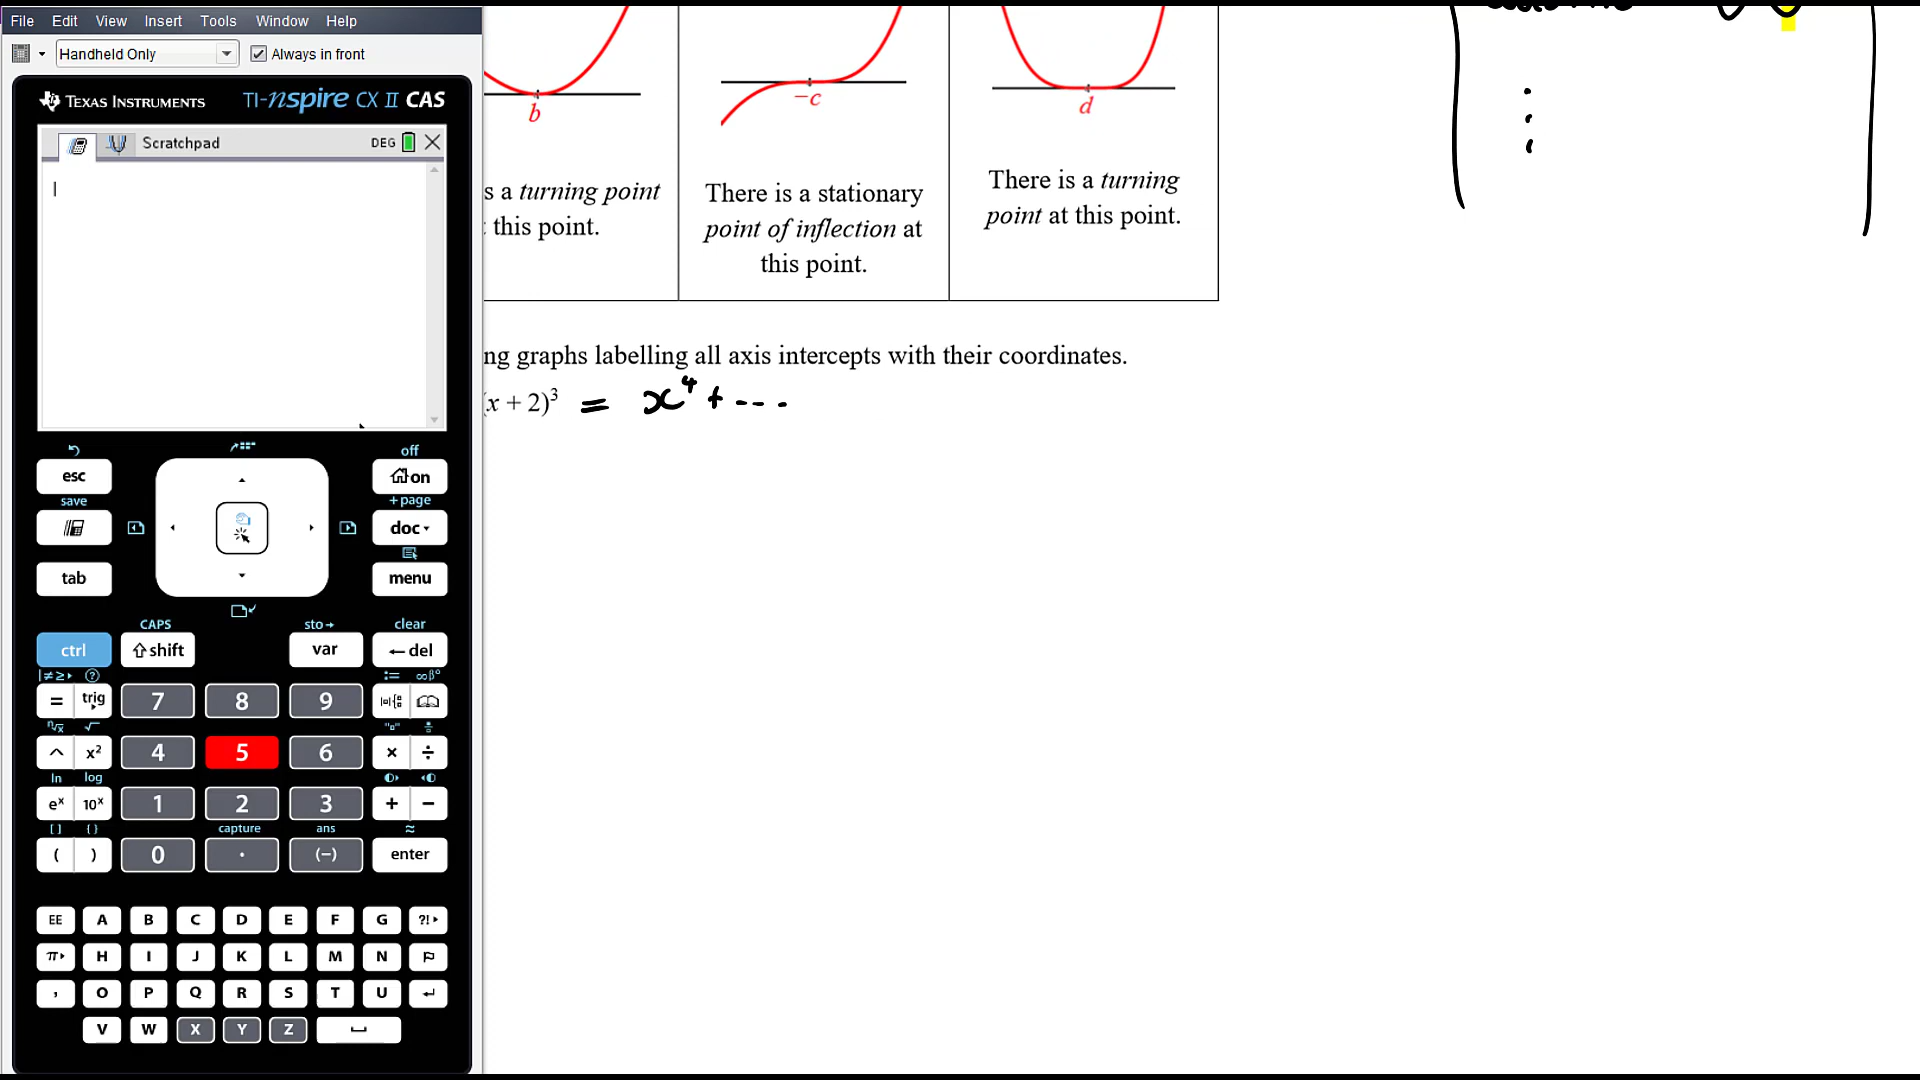 File Edit View Insert Tools Window Help
Handheld Only Always in front
TEXAS INSTRUMENTS TI-nspire CX II CAS
Scratchpad DEG
b
−c
d
s a turning point
this point.
There is a stationary
point of inflection at
this point.
There is a turning
point at this point.
ng graphs labelling all axis intercepts with their coordinates.
(x + 2)³ = x⁴ + ---
off
esc on
save + page
doc
tab menu
CAPS sto→ clear
ctrl ⇧shift var ←del
|≠≥▸ ? := ∞β°
= trig 7 8 9
ⁿ√x √
^ x² 4 5 6 × ÷
ln log
eˣ 10ˣ 1 2 3 + −
[ ] { } capture ans ≈
( ) 0 . (−) enter
EE A B C D E F G ?!▸
π▸ H I J K L M N
, O P Q R S T U ↵
V W X Y Z